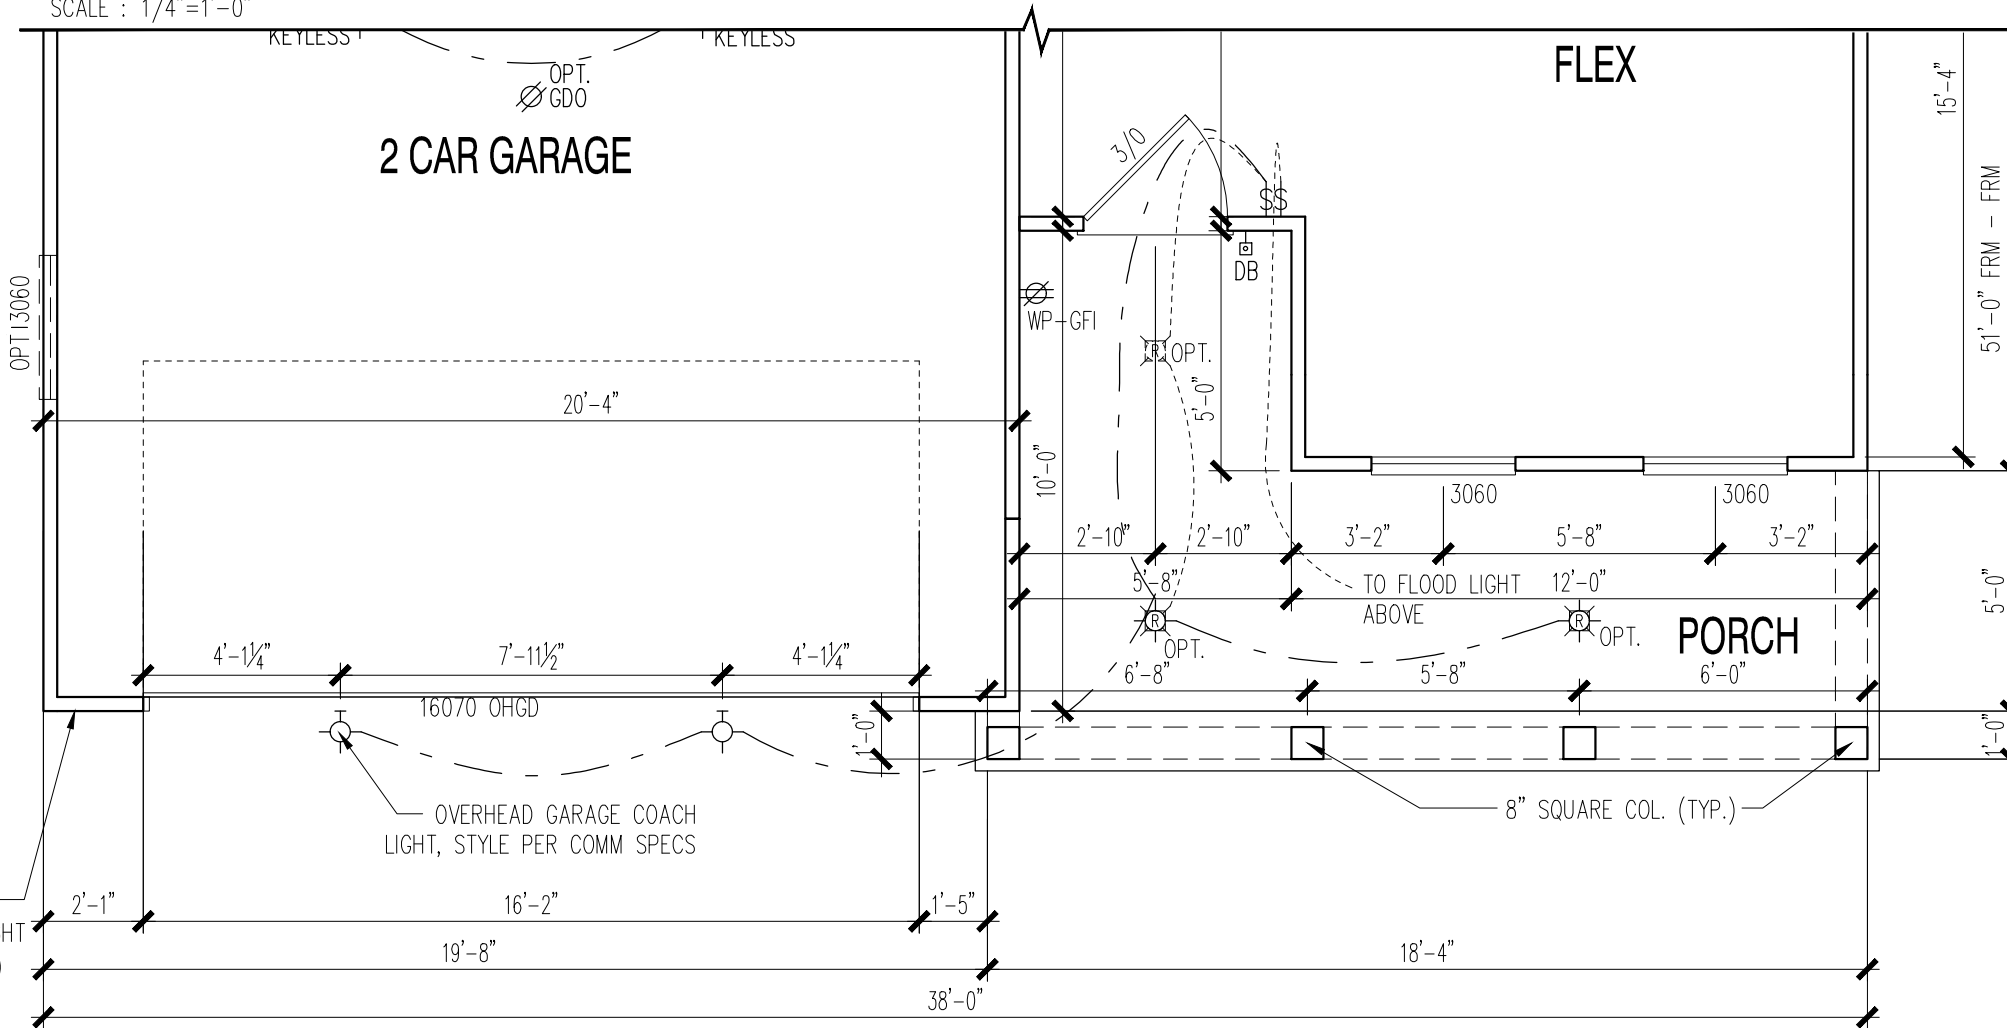 SCALE : 1/4"=1'-0"
KEYLESS
KEYLESS
OPT.
GDO
2 CAR GARAGE
FLEX
15'-4"
3/0
SS
DB
51'-0" FRM - FRM
OPT13060
WP-GFI
R OPT.
20'-4"
5'-0"
10'-0"
3060
3060
2'-10"
2'-10"
3'-2"
5'-8"
3'-2"
5'-8"
TO FLOOD LIGHT
ABOVE
12'-0"
5'-0"
R
OPT.
R
OPT.
PORCH
4'-1¼"
7'-11½"
4'-1¼"
6'-8"
5'-8"
6'-0"
16070 OHGD
1'-0"
1'-0"
OVERHEAD GARAGE COACH
LIGHT, STYLE PER COMM SPECS
8" SQUARE COL. (TYP.)
2'-1"
16'-2"
1'-5"
HT
19'-8"
18'-4"
38'-0"